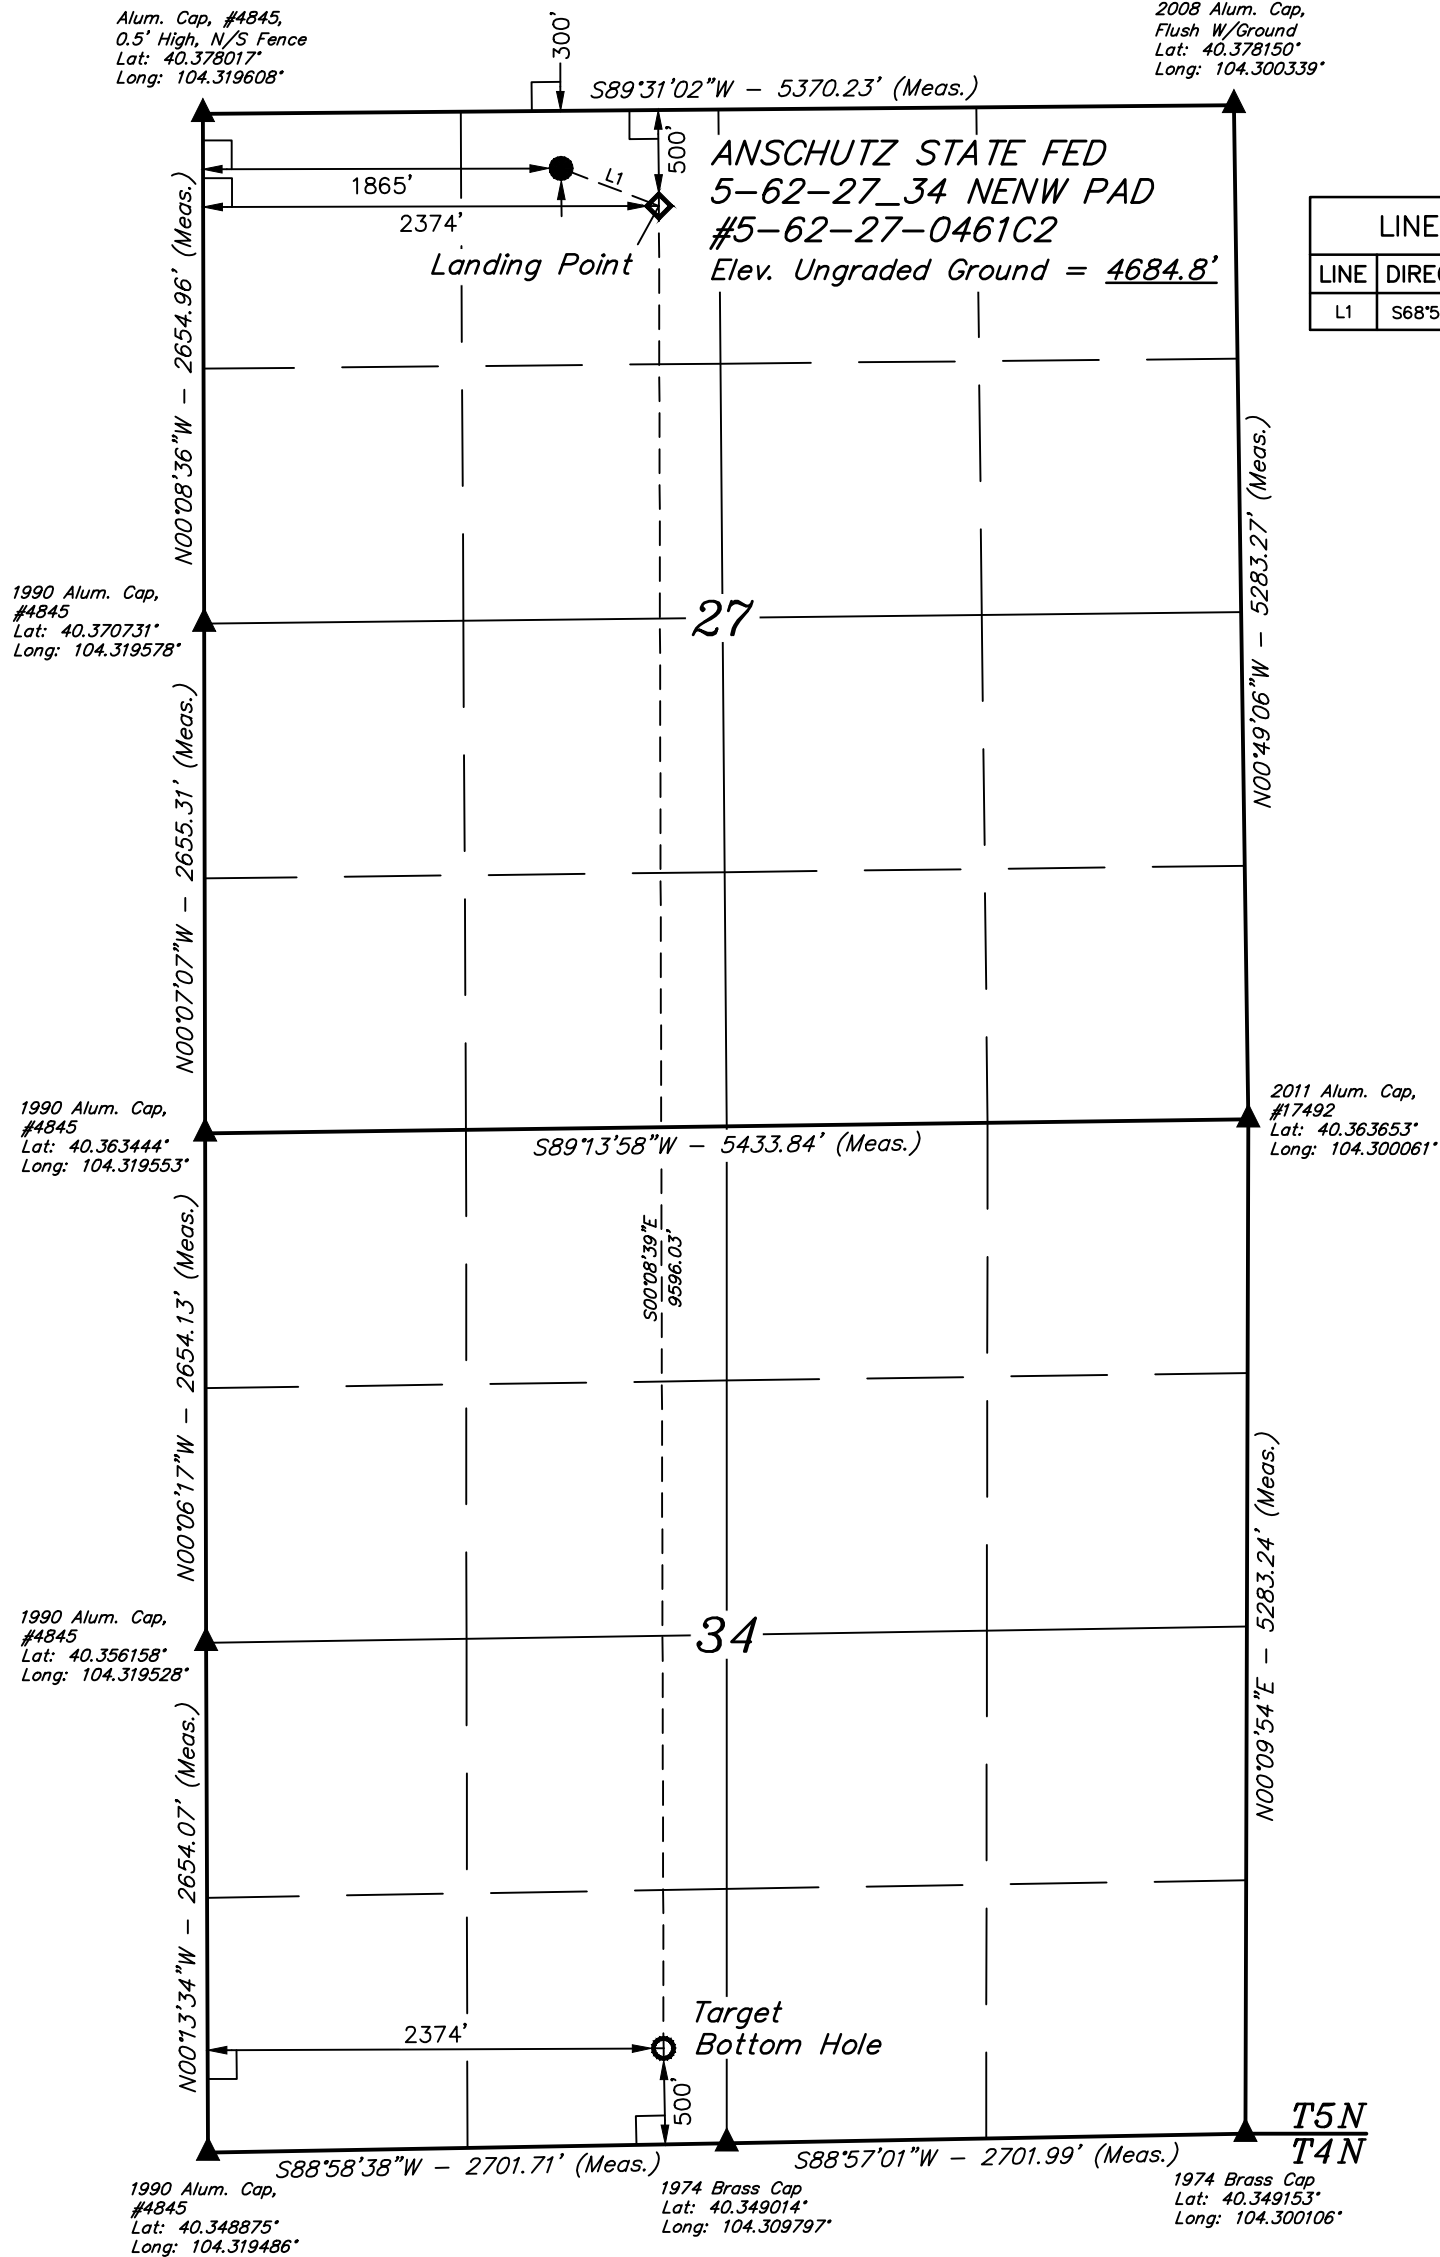 Alum. Cap, #4845,
0.5' High, N/S Fence
Lat: 40.378017°
Long: 104.319608°
300'
2008 Alum. Cap,
Flush W/Ground
Lat: 40.378150°
Long: 104.300339°
S89°31'02"W - 5370.23' (Meas.)
1865'
L1
500'
2374'
Landing Point
ANSCHUTZ STATE FED
5-62-27_34 NENW PAD
#5-62-27-0461C2
Elev. Ungraded Ground = 4684.8'
LINE
LINE DIREC
L1 S68°5
N00°08'36"W - 2654.96' (Meas.)
N00°49'06"W - 5283.27' (Meas.)
1990 Alum. Cap,
#4845
Lat: 40.370731°
Long: 104.319578°
27
N00°07'07"W - 2655.31' (Meas.)
1990 Alum. Cap,
#4845
Lat: 40.363444°
Long: 104.319553°
2011 Alum. Cap,
#17492
Lat: 40.363653°
Long: 104.300061°
S89°13'58"W - 5433.84' (Meas.)
S00°08'39"E
9596.03'
N00°06'17"W - 2654.13' (Meas.)
N00°09'54"E - 5283.24' (Meas.)
1990 Alum. Cap,
#4845
Lat: 40.356158°
Long: 104.319528°
34
N00°13'34"W - 2654.07' (Meas.)
2374'
Target
Bottom Hole
500'
T5N
T4N
S88°58'38"W - 2701.71' (Meas.)
S88°57'01"W - 2701.99' (Meas.)
1990 Alum. Cap,
#4845
Lat: 40.348875°
Long: 104.319486°
1974 Brass Cap
Lat: 40.349014°
Long: 104.309797°
1974 Brass Cap
Lat: 40.349153°
Long: 104.300106°